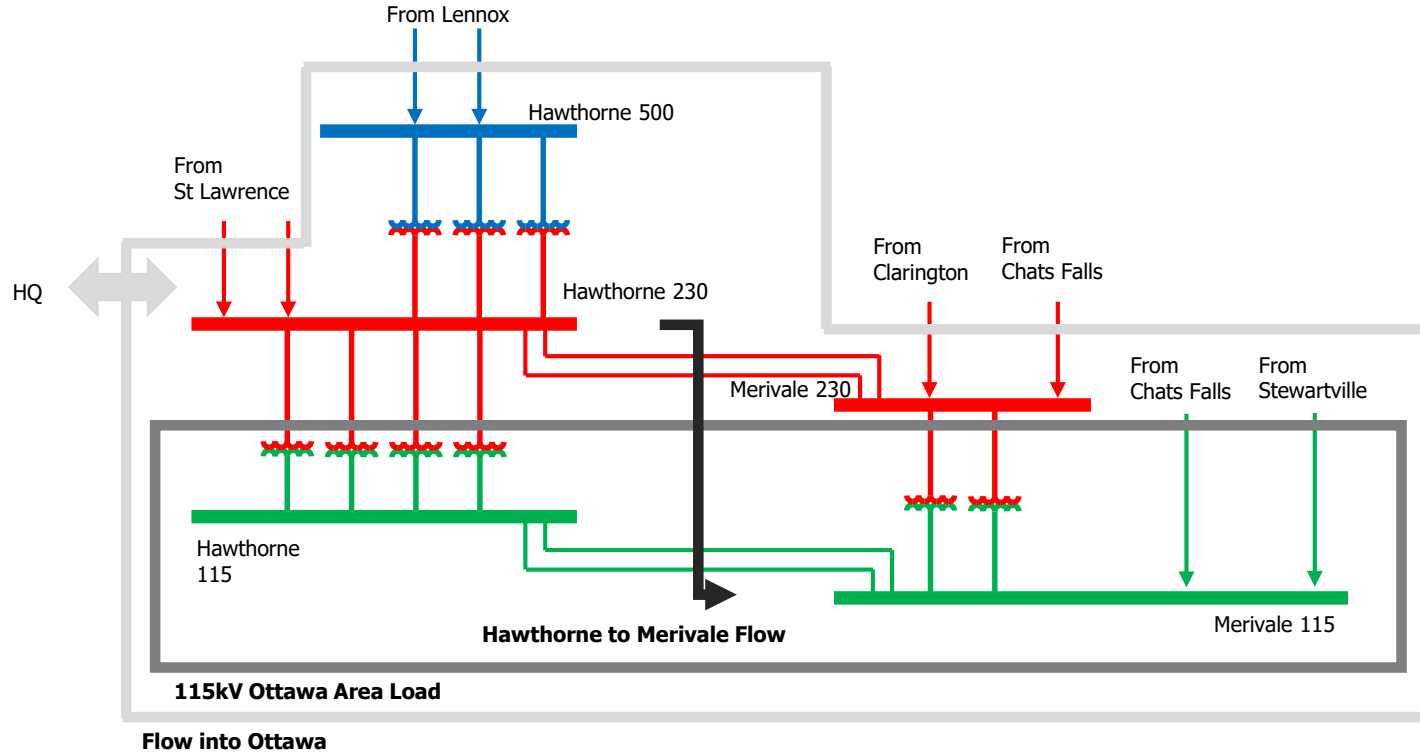 From Lennox
Hawthorne 500
From
St Lawrence
From
Clarington
From
Chats Falls
HQ
Hawthorne 230
From
Chats Falls
From
Stewartville
Merivale 230
Hawthorne
115
Hawthorne to Merivale Flow
Merivale 115
115kV Ottawa Area Load
Flow into Ottawa